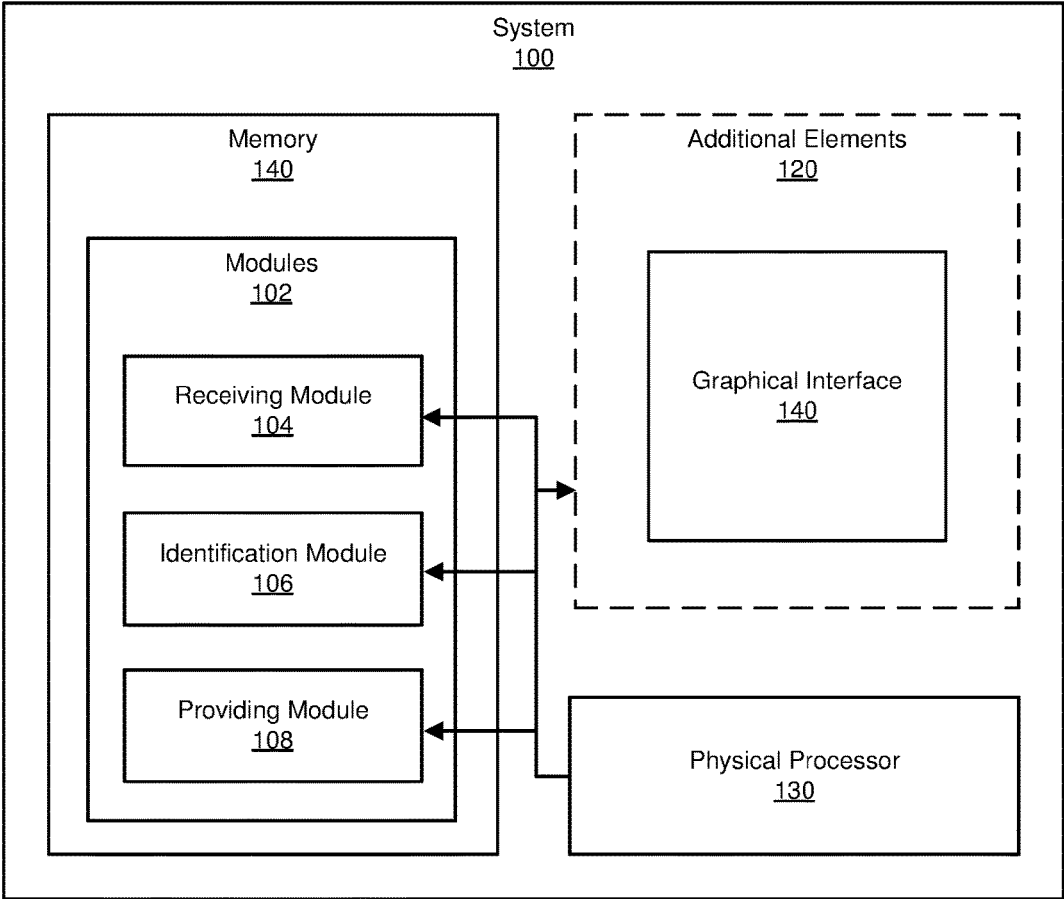 System
100
Memory
140
Modules
102
Receiving Module
104
Identification Module
106
Providing Module
108
Additional Elements
120
Graphical Interface
140
Physical Processor
130